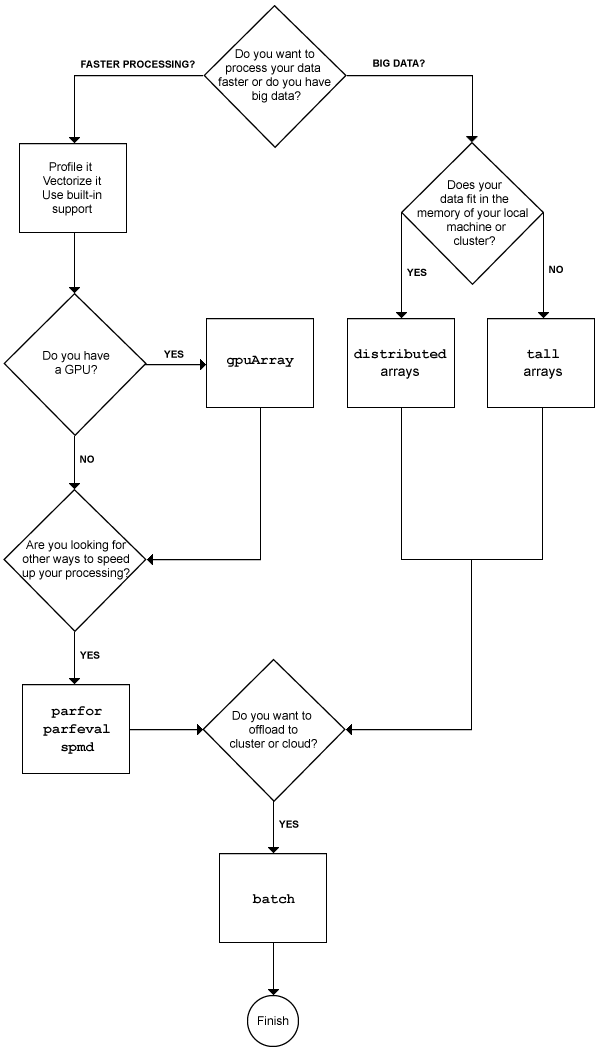 Do you want to
process your data
faster or do you have
big data?
FASTER PROCESSING?
BIG DATA?
Profile it
Vectorize it
Use built-in
support
Does your
data fit in the
memory of your local
machine or
cluster?
YES
NO
Do you have
a GPU?
YES
gpuArray
distributed
arrays
tall
arrays
NO
Are you looking for
other ways to speed
up your processing?
YES
parfor
parfeval
spmd
Do you want to
offload to
cluster or cloud?
YES
batch
Finish